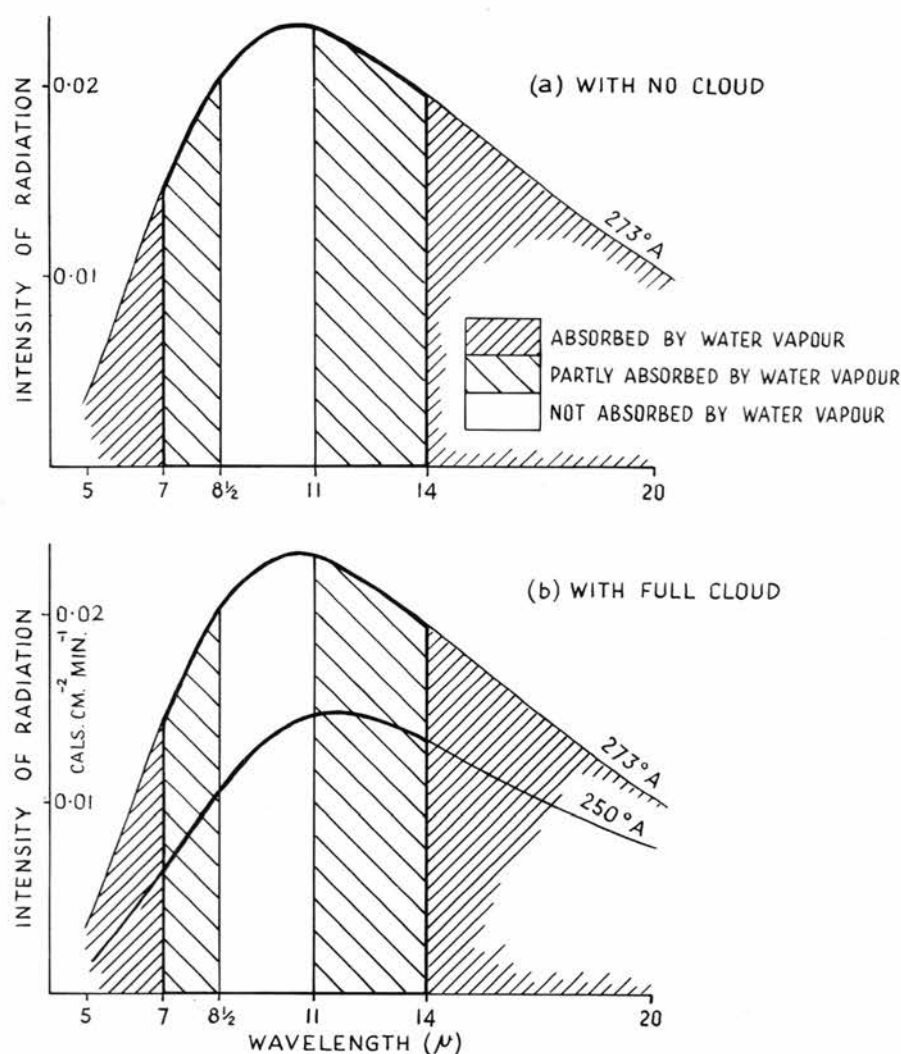 (a) WITH NO CLOUD
INTENSITY OF RADIATION
0·02
0·01
273°A
ABSORBED BY WATER VAPOUR
PARTLY ABSORBED BY WATER VAPOUR
NOT ABSORBED BY WATER VAPOUR
5 7 8½ 11 14 20
(b) WITH FULL CLOUD
INTENSITY OF RADIATION
CALS. CM.⁻² MIN.⁻¹
0·02
0·01
273°A
250°A
5 7 8½ 11 14 20
WAVELENGTH (μ)